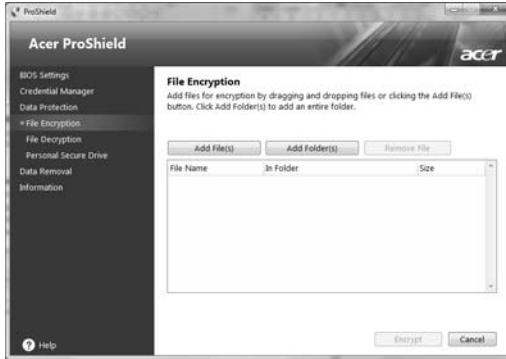 ProShield
Acer ProShield
acer
BIOS Settings
Credential Manager
Data Protection
File Encryption
File Decryption
Personal Secure Drive
Data Removal
Information
Help
File Encryption
Add files for encryption by dragging and dropping files or clicking the Add File(s)
button. Click Add Folder(s) to add an entire folder.
Add File(s) Add Folder(s) Remove File
File Name In Folder Size
Encrypt Cancel